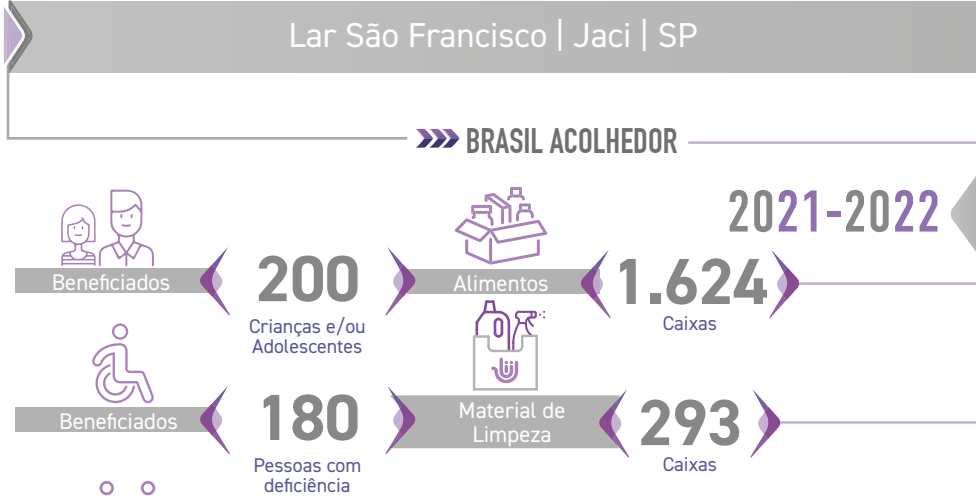 Lar São Francisco | Jaci | SP
BRASIL ACOLHEDOR
2021-2022
Beneficiados
200
Crianças e/ou
Adolescentes
Alimentos
1.624
Caixas
Beneficiados
180
Pessoas com
deficiência
Material de
Limpeza
293
Caixas